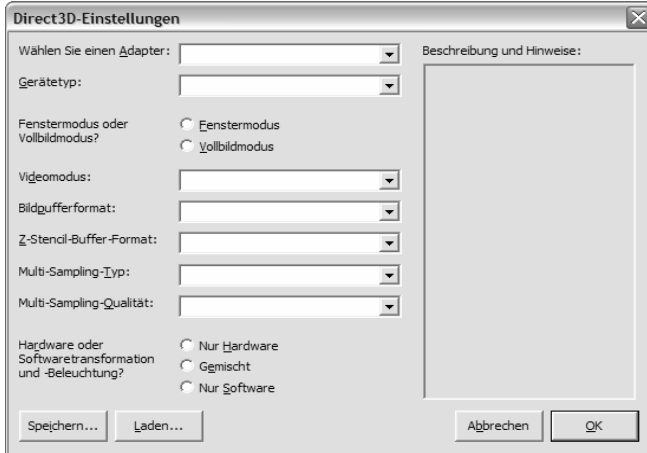 Direct3D-Einstellungen
Wählen Sie einen Adapter:
Beschreibung und Hinweise:
Gerätetyp:
Fenstermodus oder
Vollbildmodus?
Fenstermodus
Vollbildmodus
Videomodus:
Bildpufferformat:
Z-Stencil-Buffer-Format:
Multi-Sampling-Typ:
Multi-Sampling-Qualität:
Hardware oder
Softwaretransformation
und -Beleuchtung?
Nur Hardware
Gemischt
Nur Software
Speichern...
Laden...
Abbrechen
OK